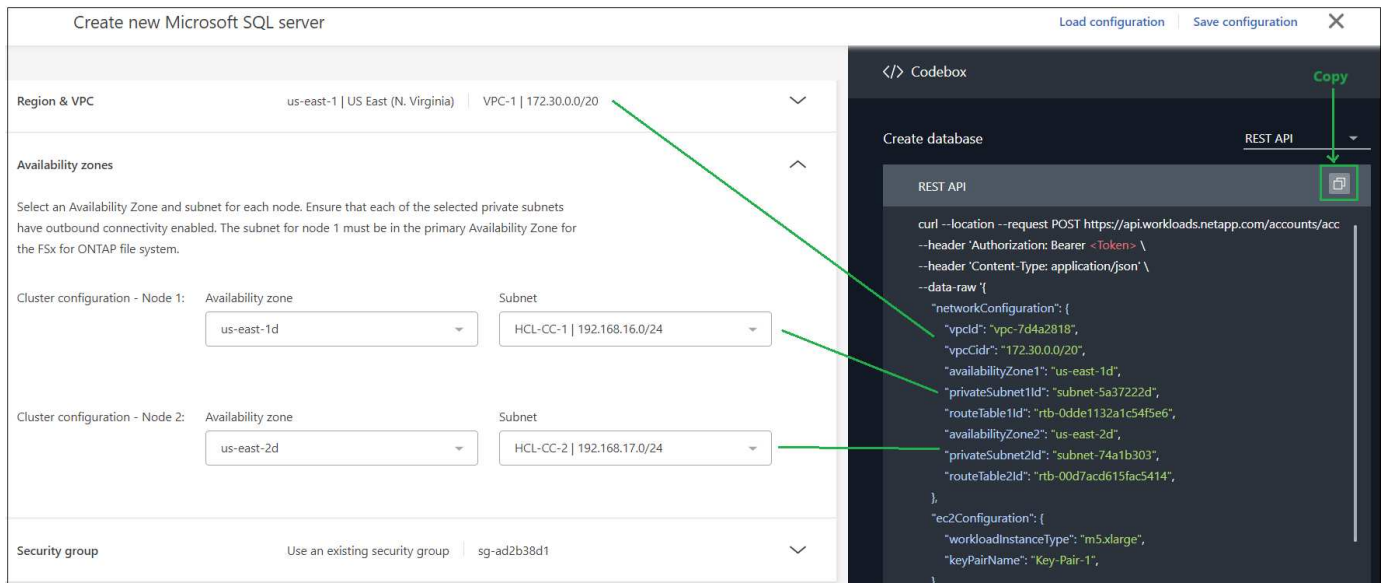 Create new Microsoft SQL server
Load configuration
Save configuration
Region & VPC
us-east-1 | US East (N. Virginia)
VPC-1 | 172.30.0.0/20
Availability zones
Select an Availability Zone and subnet for each node. Ensure that each of the selected private subnets
have outbound connectivity enabled. The subnet for node 1 must be in the primary Availability Zone for
the FSx for ONTAP file system.
Cluster configuration - Node 1:
Availability zone
Subnet
us-east-1d
HCL-CC-1 | 192.168.16.0/24
Cluster configuration - Node 2:
Availability zone
Subnet
us-east-2d
HCL-CC-2 | 192.168.17.0/24
Security group
Use an existing security group
sg-ad2b38d1
</> Codebox
Copy
Create database
REST API
REST API
curl --location --request POST https://api.workloads.netapp.com/accounts/acc
--header 'Authorization: Bearer <Token> \
--header 'Content-Type: application/json' \
--data-raw '{
"networkConfiguration": {
"vpcId": "vpc-7d4a2818",
"vpcCidr": "172.30.0.0/20",
"availabilityZone1": "us-east-1d",
"privateSubnet1Id": "subnet-5a37222d",
"routeTable1Id": "rtb-0dde1132a1c54f5e6",
"availabilityZone2": "us-east-2d",
"privateSubnet2Id": "subnet-74a1b303",
"routeTable2Id": "rtb-00d7acd615fac5414",
},
"ec2Configuration": {
"workloadInstanceType": "m5.xlarge",
"keyPairName": "Key-Pair-1",
}